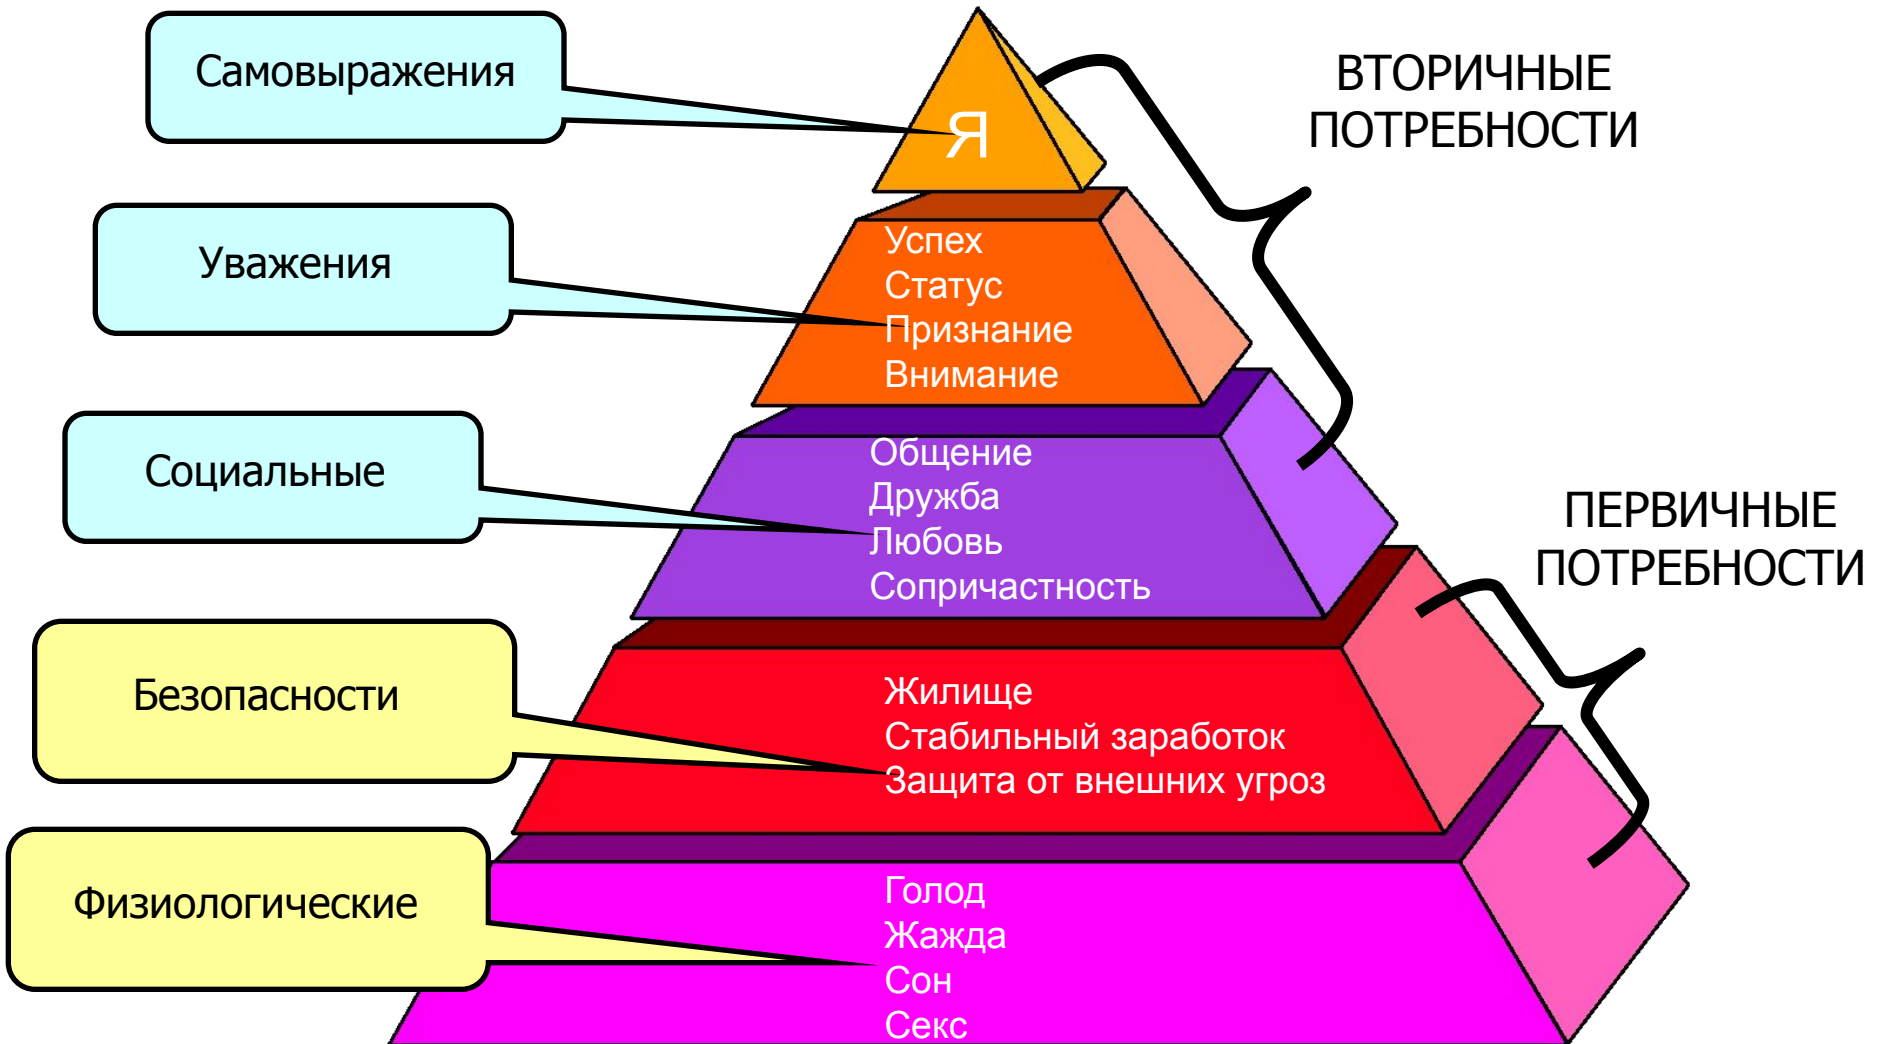 Самовыражения
Я
ВТОРИЧНЫЕ
ПОТРЕБНОСТИ
Уважения
Успех
Статус
Признание
Внимание
Социальные
Общение
Дружба
Любовь
Сопричастность
ПЕРВИЧНЫЕ
ПОТРЕБНОСТИ
Безопасности
Жилище
Стабильный заработок
Защита от внешних угроз
Физиологические
Голод
Жажда
Сон
Секс